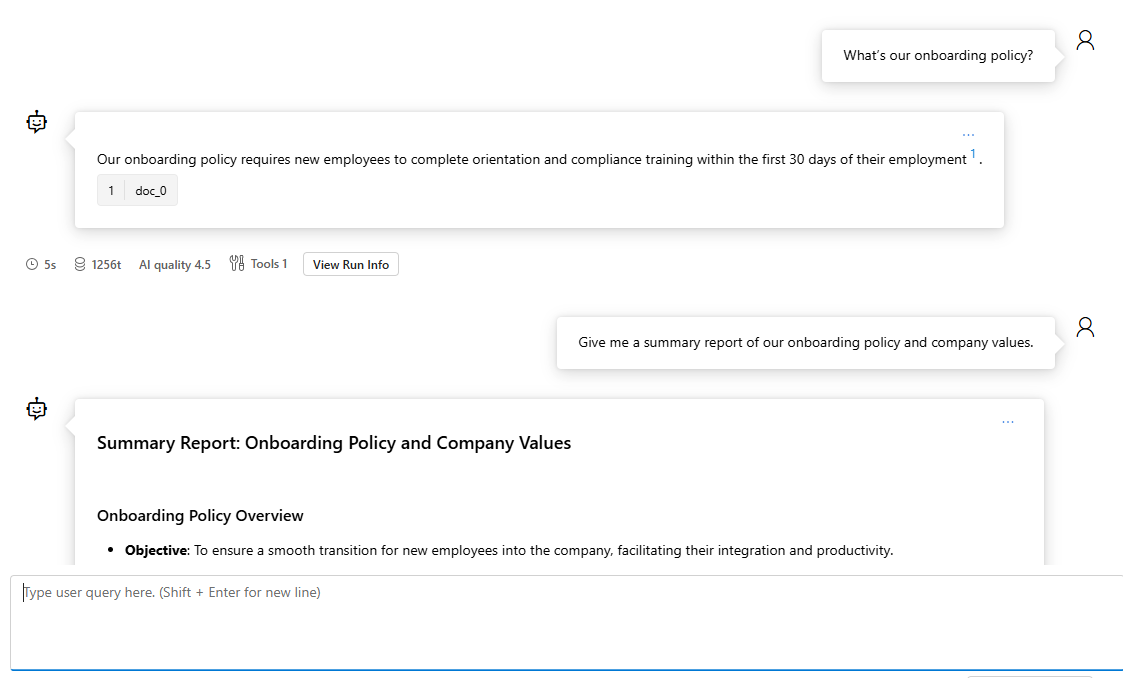 What's our onboarding policy?
...
Our onboarding policy requires new employees to complete orientation and compliance training within the first 30 days of their employment 1 .
1 doc_0
5s 1256t AI quality 4.5 Tools 1 View Run Info
Give me a summary report of our onboarding policy and company values.
...
Summary Report: Onboarding Policy and Company Values
Onboarding Policy Overview
• Objective: To ensure a smooth transition for new employees into the company, facilitating their integration and productivity.
Type user query here. (Shift + Enter for new line)